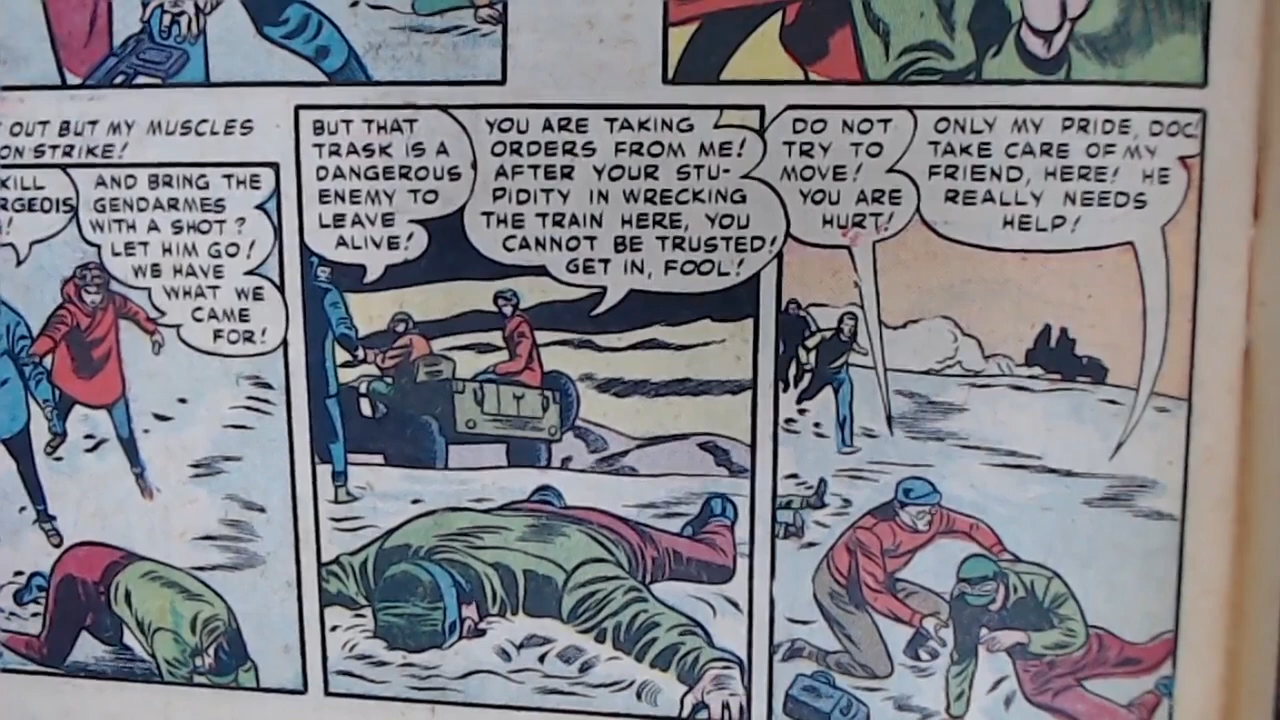 OUT BUT MY MUSCLES
ON STRIKE!
KILL
RGEOIS
!
AND BRING THE
GENDARMES
WITH A SHOT?
LET HIM GO!
WE HAVE
WHAT WE
CAME
FOR!
BUT THAT
TRASK IS A
DANGEROUS
ENEMY TO
LEAVE
ALIVE!
YOU ARE TAKING
ORDERS FROM ME!
AFTER YOUR STU-
PIDITY IN WRECKING
THE TRAIN HERE, YOU
CANNOT BE TRUSTED!
GET IN, FOOL!
DO NOT
TRY TO
MOVE!
YOU ARE
HURT!
ONLY MY PRIDE, DOC!
TAKE CARE OF MY
FRIEND, HERE! HE
REALLY NEEDS
HELP!